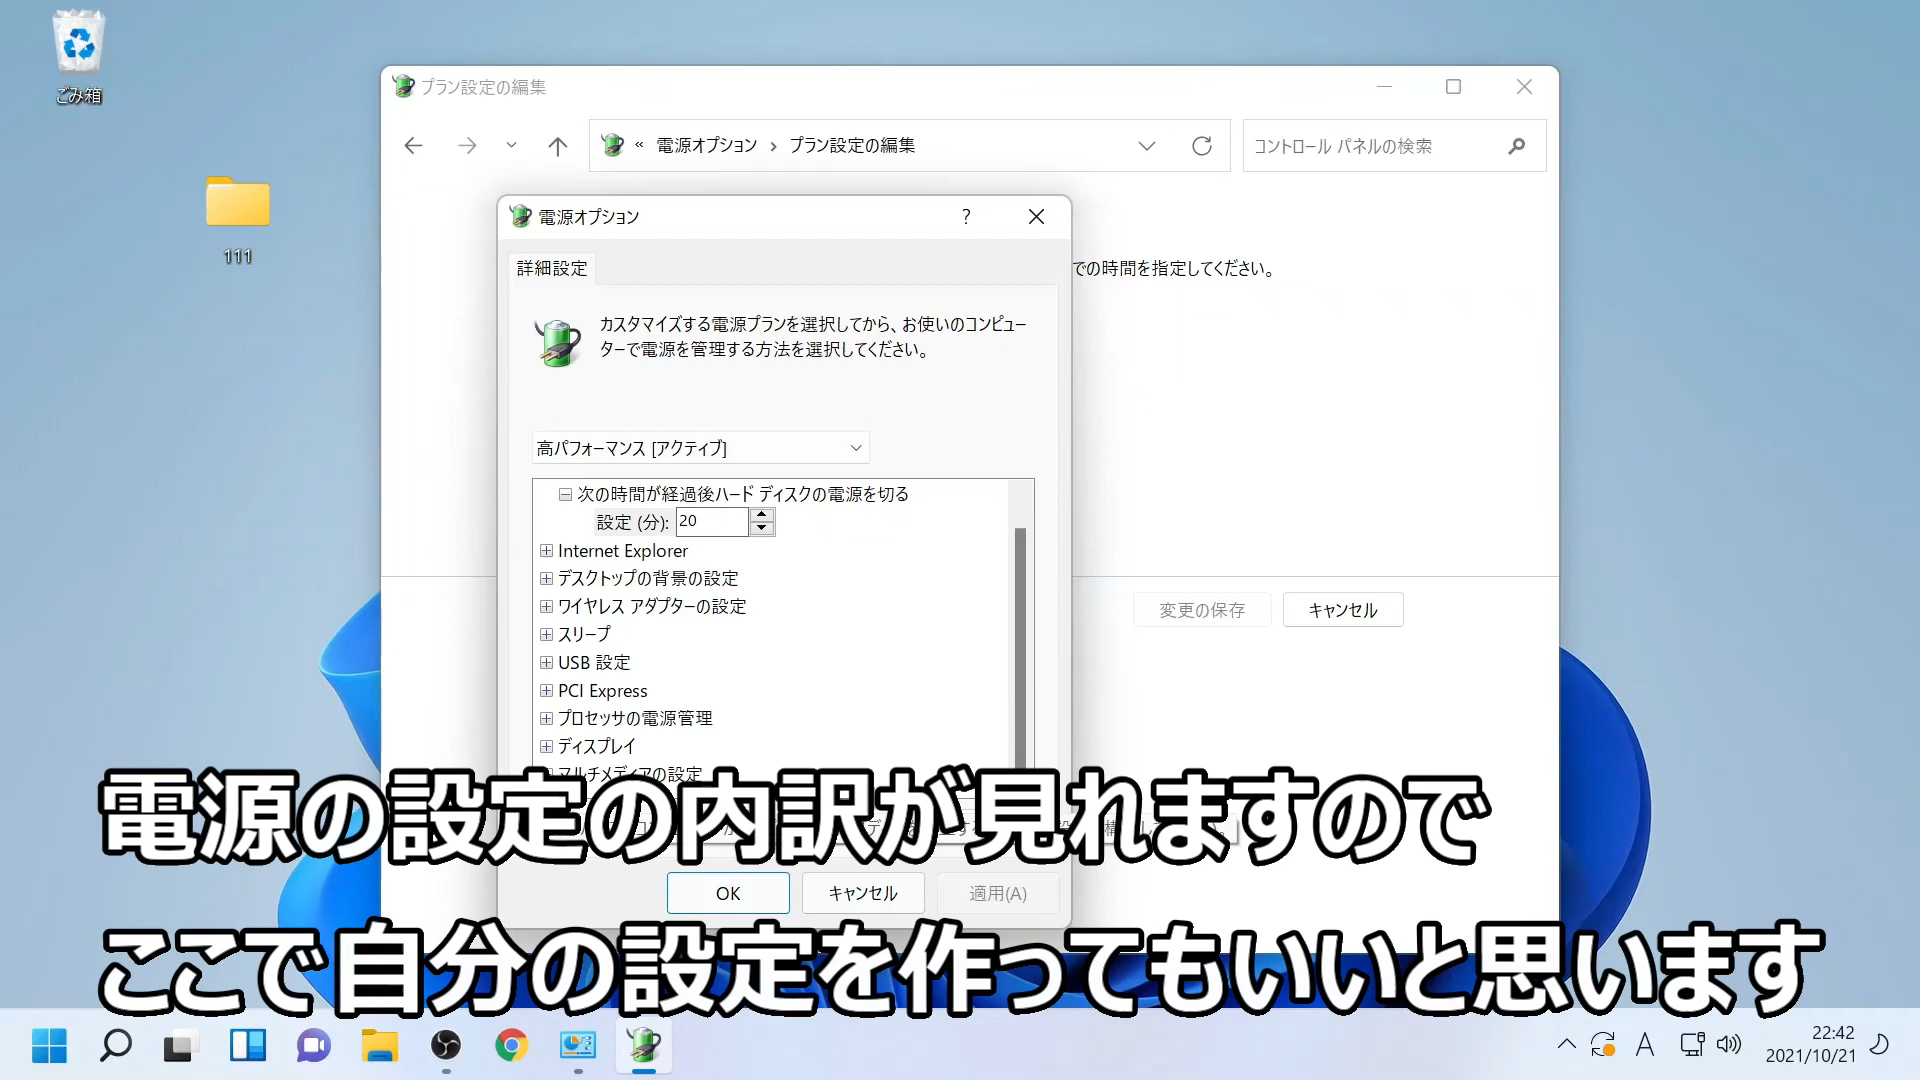 ごみ箱
111
プラン設定の編集
« 電源オプション › プラン設定の編集
コントロール パネルの検索
電源オプション
?
詳細設定
での時間を指定してください。
カスタマイズする電源プランを選択してから、お使いのコンピュー
ターで電源を管理する方法を選択してください。
高パフォーマンス [アクティブ]
次の時間が経過後ハード ディスクの電源を切る
設定 (分): 20
Internet Explorer
デスクトップの背景の設定
ワイヤレス アダプターの設定
スリープ
USB 設定
PCI Express
プロセッサの電源管理
ディスプレイ
マルチメディアの設定
変更の保存
キャンセル
電源の設定の内訳が見れますので
OK
キャンセル
適用(A)
ここで自分の設定を作ってもいいと思います
A
22:42
2021/10/21